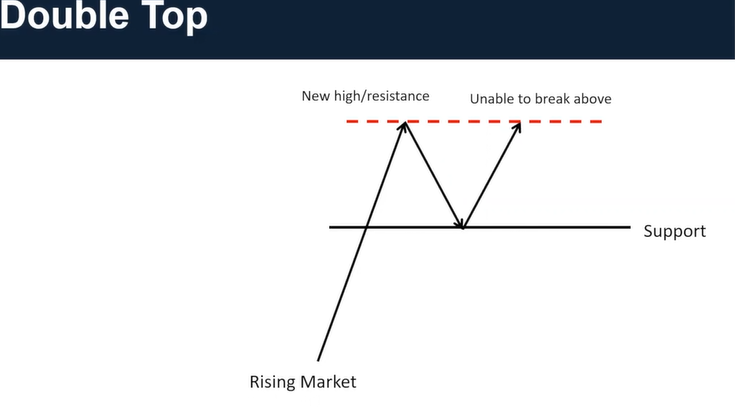 Double Top
New high/resistance
Unable to break above
Support
Rising Market